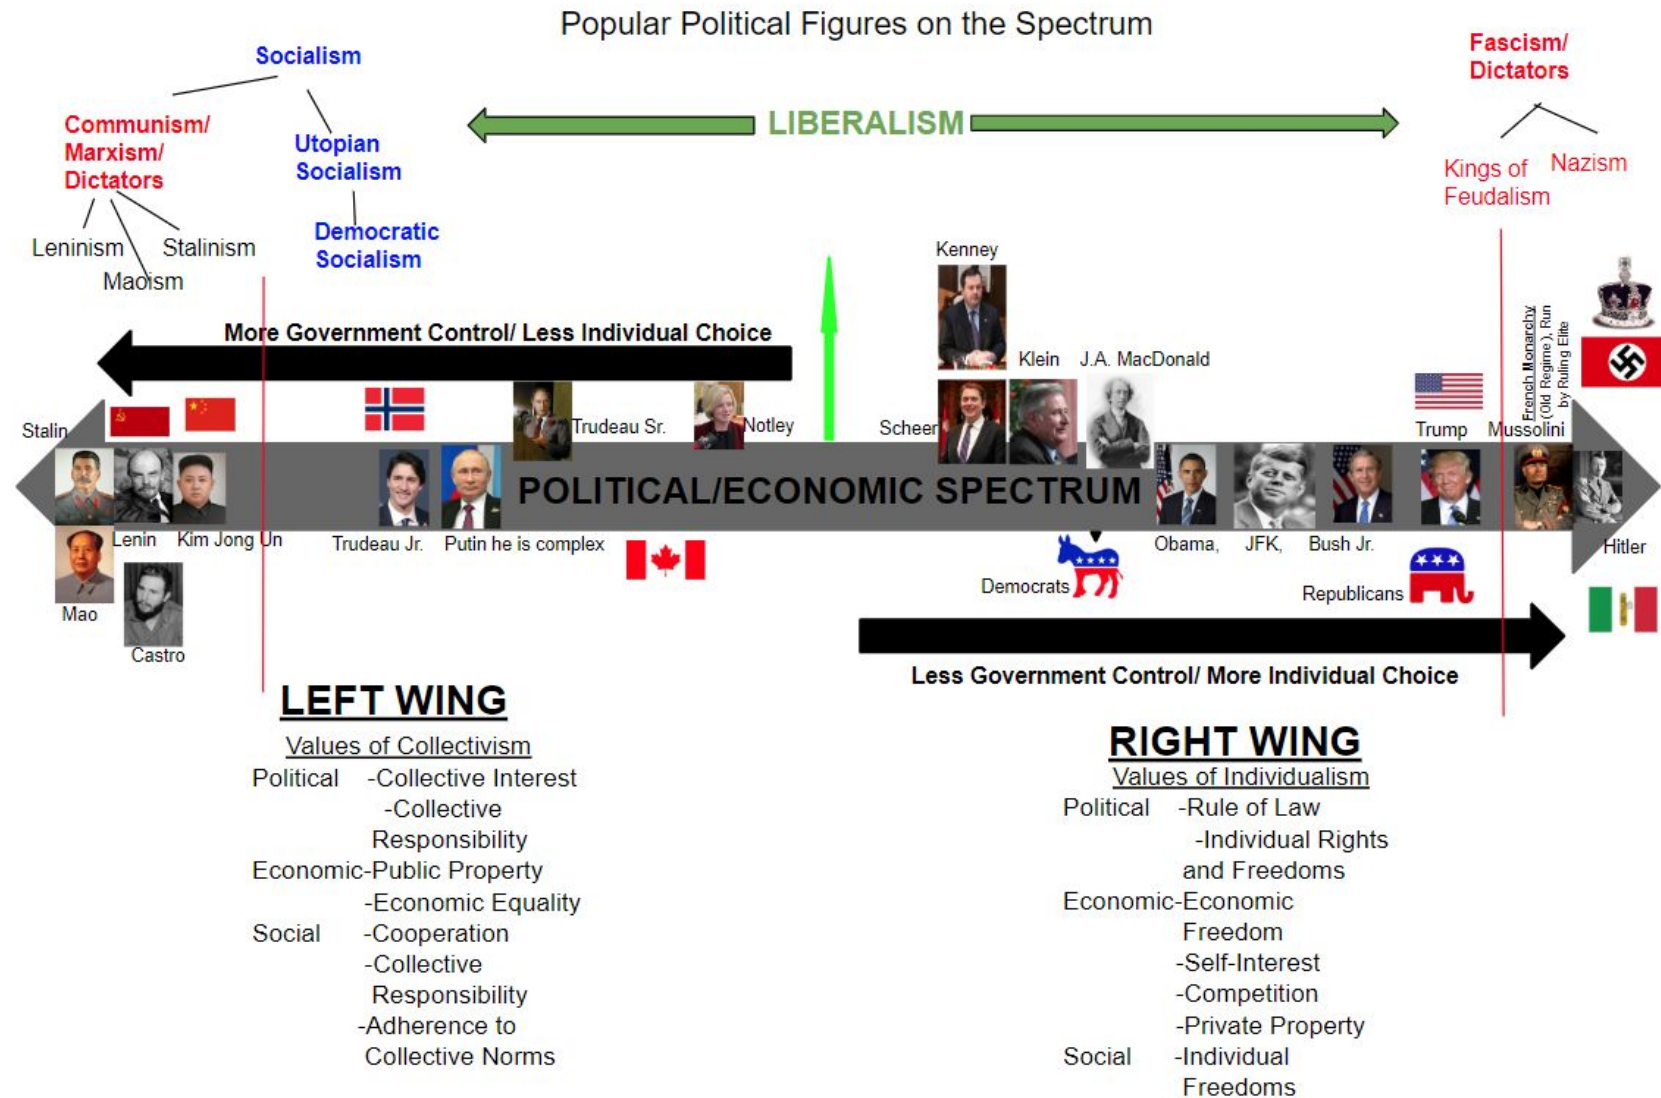 Popular Political Figures on the Spectrum
Socialism
Fascism/
Dictators
LIBERALISM
Communism/
Marxism/
Dictators
Utopian
Socialism
Kings of
Feudalism
Nazism
Leninism
Stalinism
Maoism
Democratic
Socialism
Kenney
More Government Control/ Less Individual Choice
Klein
J.A. MacDonald
French Monarchy
(Old Regime), Run
by Ruling Elite
Stalin
Trudeau Sr.
Notley
Scheer
Trump
Mussolini
POLITICAL/ECONOMIC SPECTRUM
Lenin
Kim Jong Un
Trudeau Jr.
Putin he is complex
Obama,
JFK,
Bush Jr.
Hitler
Democrats
Republicans
Mao
Castro
Less Government Control/ More Individual Choice
LEFT WING
Values of Collectivism
Political -Collective Interest
-Collective
Responsibility
Economic-Public Property
-Economic Equality
Social -Cooperation
-Collective
Responsibility
-Adherence to
Collective Norms
RIGHT WING
Values of Individualism
Political -Rule of Law
-Individual Rights
and Freedoms
Economic-Economic
Freedom
-Self-Interest
-Competition
-Private Property
Social -Individual
Freedoms